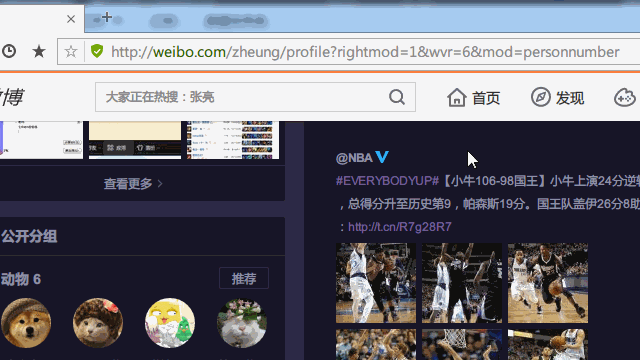 http://weibo.com/zheung/profile?rightmod=1&wvr=6&mod=personnumber
博
大家正在热搜：张亮
首页
发现
查看更多 >
公开分组
动物 6
推荐
@NBA
#EVERYBODYUP#【小牛106-98国王】小牛上演24分逆
，总得分升至历史第9，帕森斯19分。国王队盖伊26分8助
：http://t.cn/R7g28R7